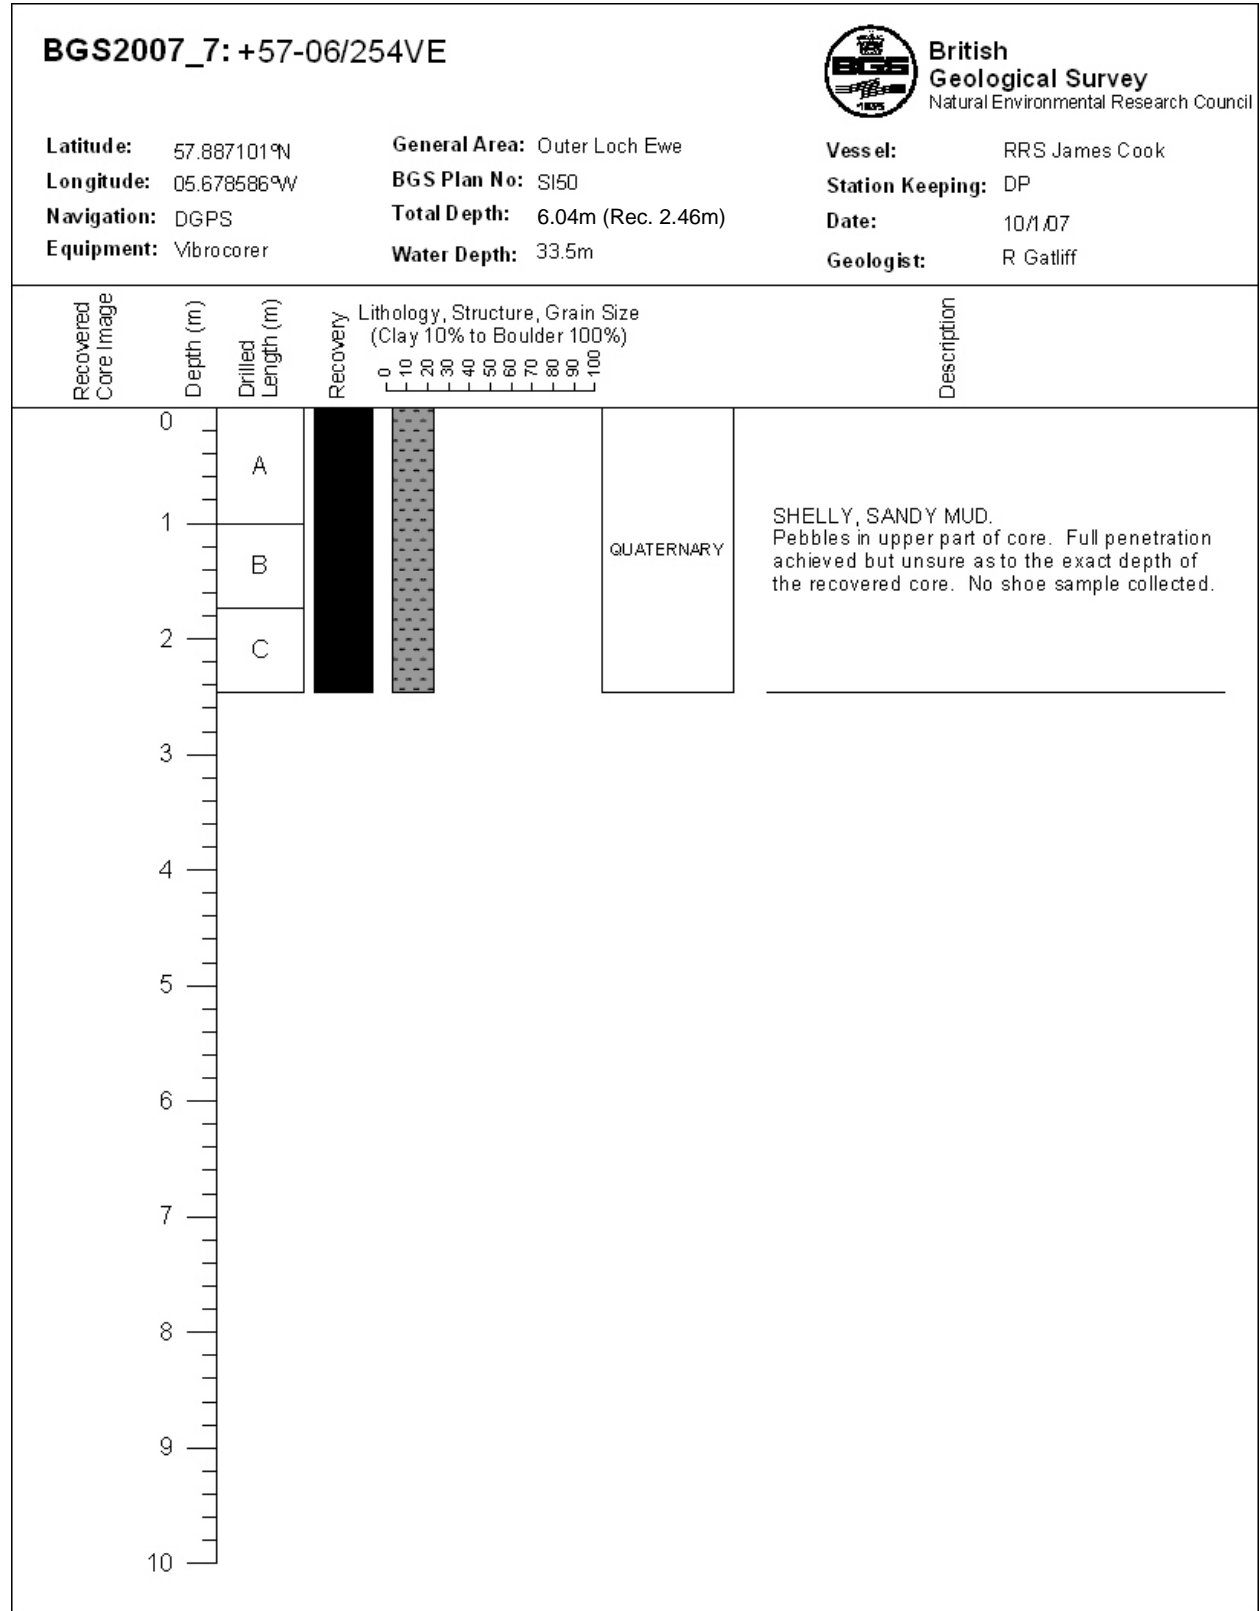 BGS2007_7: +57-06/254VE
BGS
1835
British
Geological Survey
Natural Environmental Research Council
Latitude: 57.887101ºN
Longitude: 05.678586ºW
Navigation: DGPS
Equipment: Vibrocorer
General Area: Outer Loch Ewe
BGS Plan No: SI50
Total Depth: 6.04m (Rec. 2.46m)
Water Depth: 33.5m
Vessel: RRS James Cook
Station Keeping: DP
Date: 10/1/07
Geologist: R Gatliff
Recovered
Core Image
Depth (m)
Drilled
Length (m)
Recovery
Lithology, Structure, Grain Size
(Clay 10% to Boulder 100%)
0 10 20 30 40 50 60 70 80 90 100
Description
0
A
1
B
2
C
QUATERNARY
SHELLY, SANDY MUD.
Pebbles in upper part of core. Full penetration
achieved but unsure as to the exact depth of
the recovered core. No shoe sample collected.
3
4
5
6
7
8
9
10